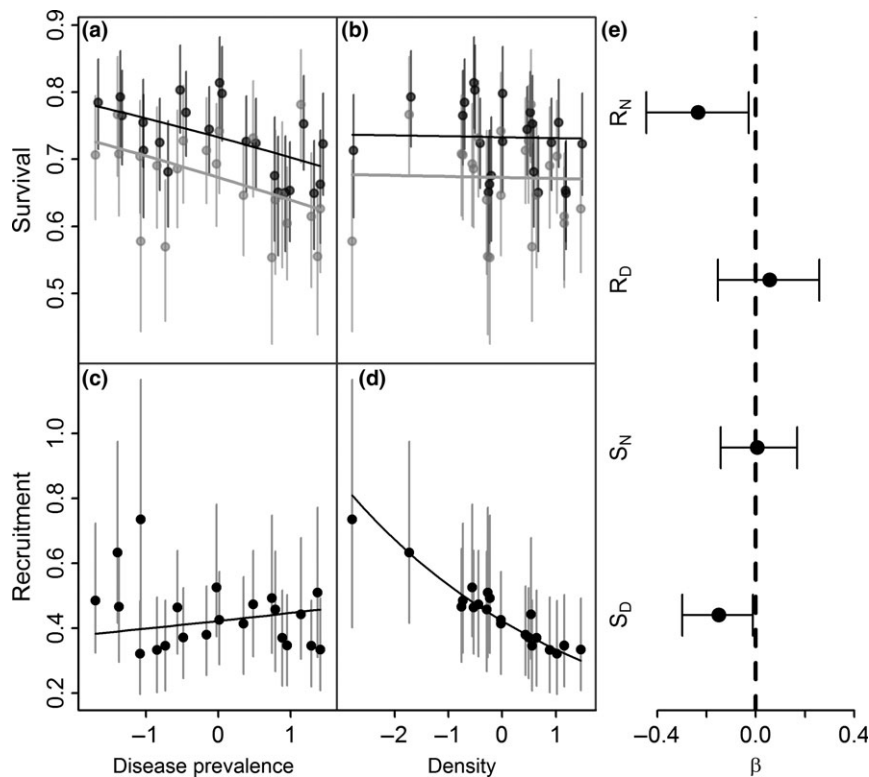 (a)
(b)
(e)
Survival
0.9
0.8
0.7
0.6
0.5
(c)
(d)
Recruitment
1.0
0.8
0.6
0.4
0.2
−1 0 1
Disease prevalence
−2 −1 0 1
Density
R_N
R_D
S_N
S_D
−0.4 0.0 0.4
β